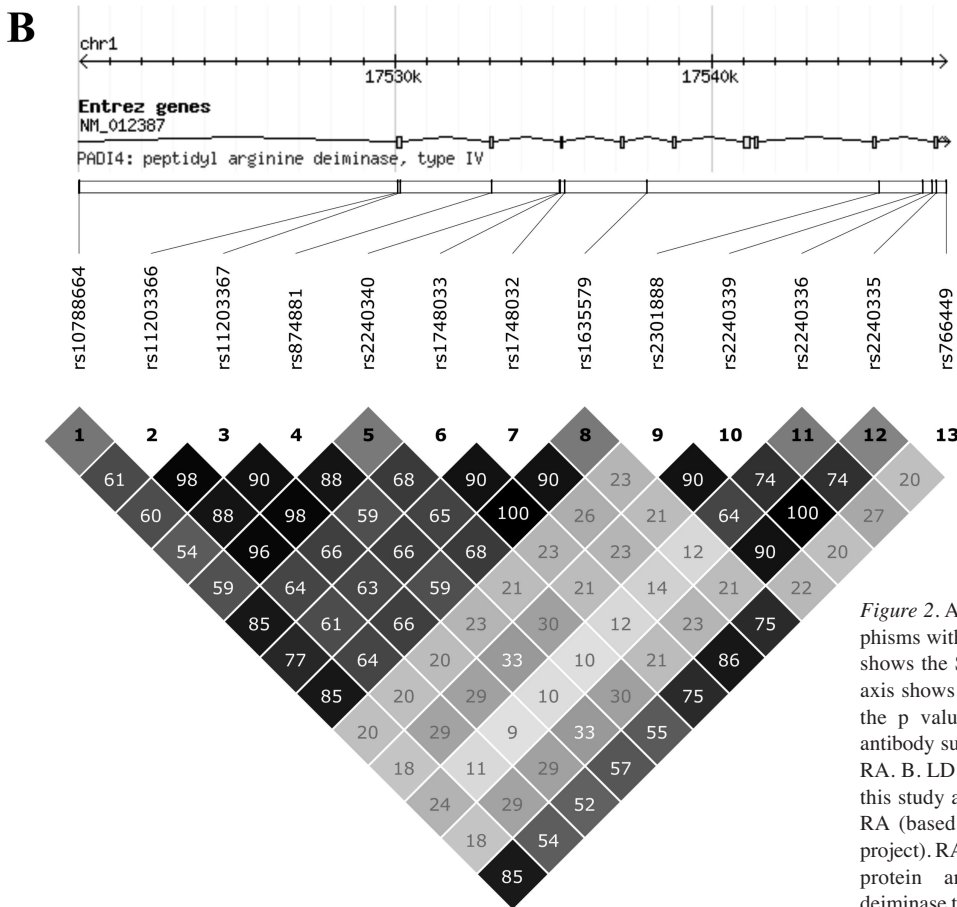 B
chr1
17530k 17540k
Entrez genes
NM_012387
PADI4: peptidyl arginine deiminase, type IV
rs10788664
rs11203366
rs11203367
rs874881
rs2240340
rs1748033
rs1748032
rs1635579
rs2301888
rs2240339
rs2240336
rs2240335
rs766449
1 2 3 4 5 6 7 8 9 10 11 12 13
61 98 90 88 68 90 90 23 90 74 74 20
60 88 98 59 65 100 26 21 64 100 27
54 96 66 66 68 23 23 12 90 20
59 64 63 59 21 21 14 21 22
85 61 66 23 30 12 23 75
77 64 20 33 10 21 86
85 20 29 10 30 75
20 29 9 33 55
18 11 29 57
24 29 52
18 54
85
Figure 2. A
phisms with
shows the S
axis shows
the p valu
antibody su
RA. B. LD
this study a
RA (based
project). RA
protein ar
deiminase t